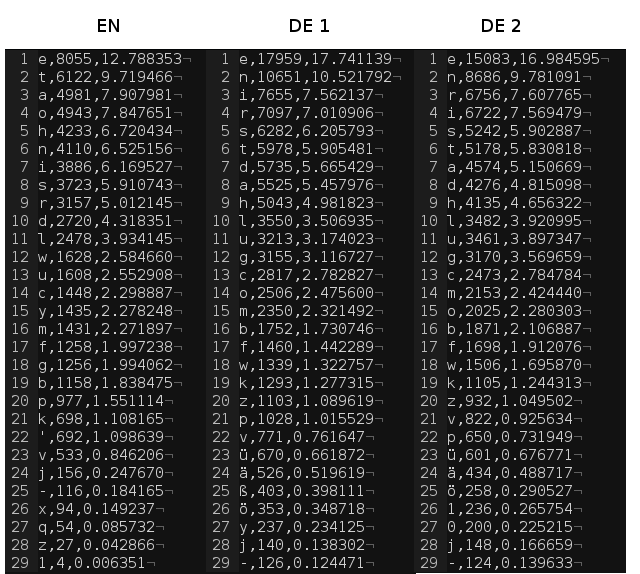 EN
1 e,8055,12.788353¬
2 t,6122,9.719466¬
3 a,4981,7.907981¬
4 o,4943,7.847651¬
5 h,4233,6.720434¬
6 n,4110,6.525156¬
7 i,3886,6.169527¬
8 s,3723,5.910743¬
9 r,3157,5.012145¬
10 d,2720,4.318351¬
11 l,2478,3.934145¬
12 w,1628,2.584660¬
13 u,1608,2.552908¬
14 c,1448,2.298887¬
15 y,1435,2.278248¬
16 m,1431,2.271897¬
17 f,1258,1.997238¬
18 g,1256,1.994062¬
19 b,1158,1.838475¬
20 p,977,1.551114¬
21 k,698,1.108165¬
22 ',692,1.098639¬
23 v,533,0.846206¬
24 j,156,0.247670¬
25 -,116,0.184165¬
26 x,94,0.149237¬
27 q,54,0.085732¬
28 z,27,0.042866¬
29 1,4,0.006351¬
DE 1
1 e,17959,17.741139¬
2 n,10651,10.521792¬
3 i,7655,7.562137¬
4 r,7097,7.010906¬
5 s,6282,6.205793¬
6 t,5978,5.905481¬
7 d,5735,5.665429¬
8 a,5525,5.457976¬
9 h,5043,4.981823¬
10 l,3550,3.506935¬
11 u,3213,3.174023¬
12 g,3155,3.116727¬
13 c,2817,2.782827¬
14 o,2506,2.475600¬
15 m,2350,2.321492¬
16 b,1752,1.730746¬
17 f,1460,1.442289¬
18 w,1339,1.322757¬
19 k,1293,1.277315¬
20 z,1103,1.089619¬
21 p,1028,1.015529¬
22 v,771,0.761647¬
23 ü,670,0.661872¬
24 ä,526,0.519619¬
25 ß,403,0.398111¬
26 ö,353,0.348718¬
27 y,237,0.234125¬
28 j,140,0.138302¬
29 -,126,0.124471¬
DE 2
1 e,15083,16.984595¬
2 n,8686,9.781091¬
3 r,6756,7.607765¬
4 i,6722,7.569479¬
5 s,5242,5.902887¬
6 t,5178,5.830818¬
7 a,4574,5.150669¬
8 d,4276,4.815098¬
9 h,4135,4.656322¬
10 l,3482,3.920995¬
11 u,3461,3.897347¬
12 g,3170,3.569659¬
13 c,2473,2.784784¬
14 m,2153,2.424440¬
15 o,2025,2.280303¬
16 b,1871,2.106887¬
17 f,1698,1.912076¬
18 w,1506,1.695870¬
19 k,1105,1.244313¬
20 z,932,1.049502¬
21 v,822,0.925634¬
22 p,650,0.731949¬
23 ü,601,0.676771¬
24 ä,434,0.488717¬
25 ö,258,0.290527¬
26 1,236,0.265754¬
27 0,200,0.225215¬
28 j,148,0.166659¬
29 -,124,0.139633¬